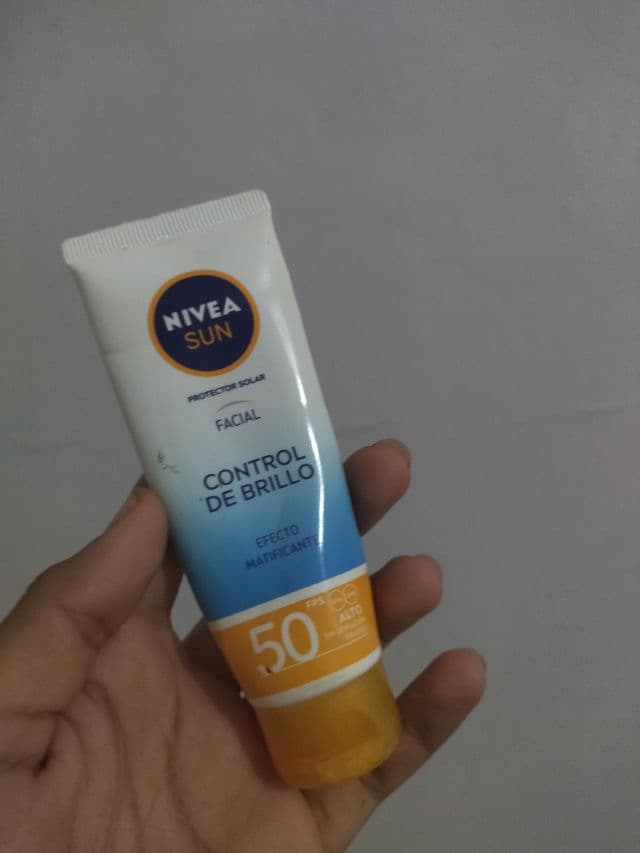 NIVEA
SUN
PROTECTOR SOLAR
FACIAL
CONTROL
DE BRILLO
EFECTO
MATIFICANTE
50 FPS
ALTO